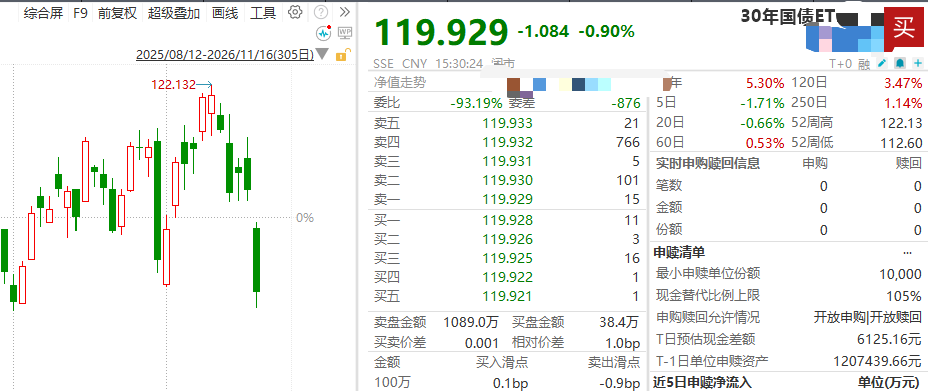 综合屏 F9 前复权 超级叠加 画线 工具
WP
2025/08/12-2026/11/16(305日)
122.132
0%
119.929 -1.084 -0.90%
SSE CNY 15:30:24 闭市
30年国债ET
买
T+0 融
净值走势
年 5.30% 120日 3.47%
委比 -93.19% 委差 -876
5日 -1.71% 250日 1.14%
卖五 119.933 21
20日 -0.66% 52周高 122.13
卖四 119.932 766
60日 0.53% 52周低 112.60
卖三 119.931 5
实时申购赎回信息 申购 赎回
卖二 119.930 101
笔数 0 0
卖一 119.929 15
金额 0 0
买一 119.928 11
份额 0 0
买二 119.926 3
申赎清单 ...
买三 119.925 16
最小申赎单位份额 10,000
买四 119.922 1
现金替代比例上限 105%
买五 119.921 1
申购赎回允许情况 开放申购|开放赎回
卖盘金额 1089.0万 买盘金额 38.4万
T日预估现金差额 6125.16元
买卖价差 0.001 相对价差 1.0bp
T-1日单位申赎资产 1207439.66元
金额 买入滑点 卖出滑点
100万 0.1bp -0.9bp
近5日申赎净流入 单位(万元)